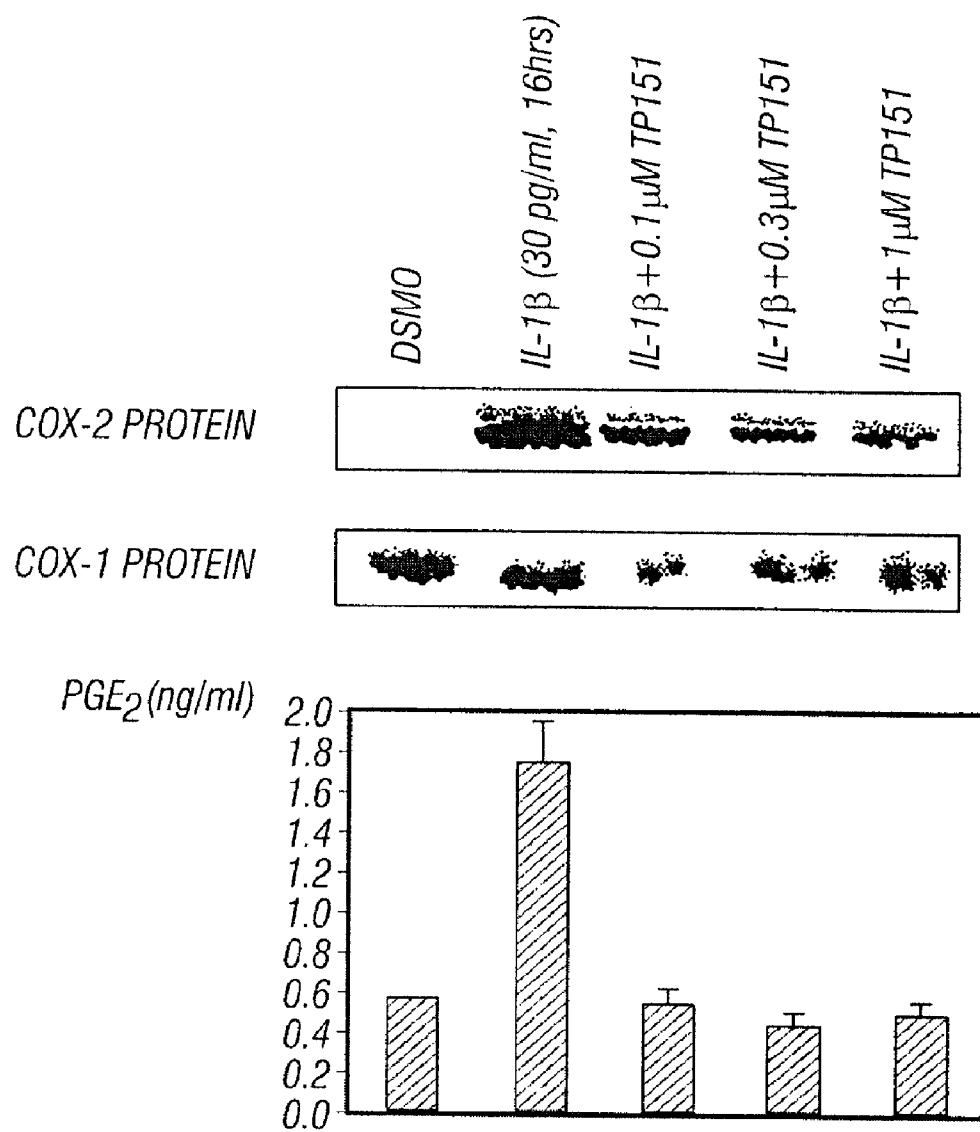 DSMO
IL-1β (30 pg/ml, 16hrs)
IL-1β+0.1μM TP151
IL-1β+0.3μM TP151
IL-1β+1μM TP151
COX-2 PROTEIN
COX-1 PROTEIN
PGE2(ng/ml)
2.0
1.8
1.6
1.4
1.2
1.0
0.8
0.6
0.4
0.2
0.0